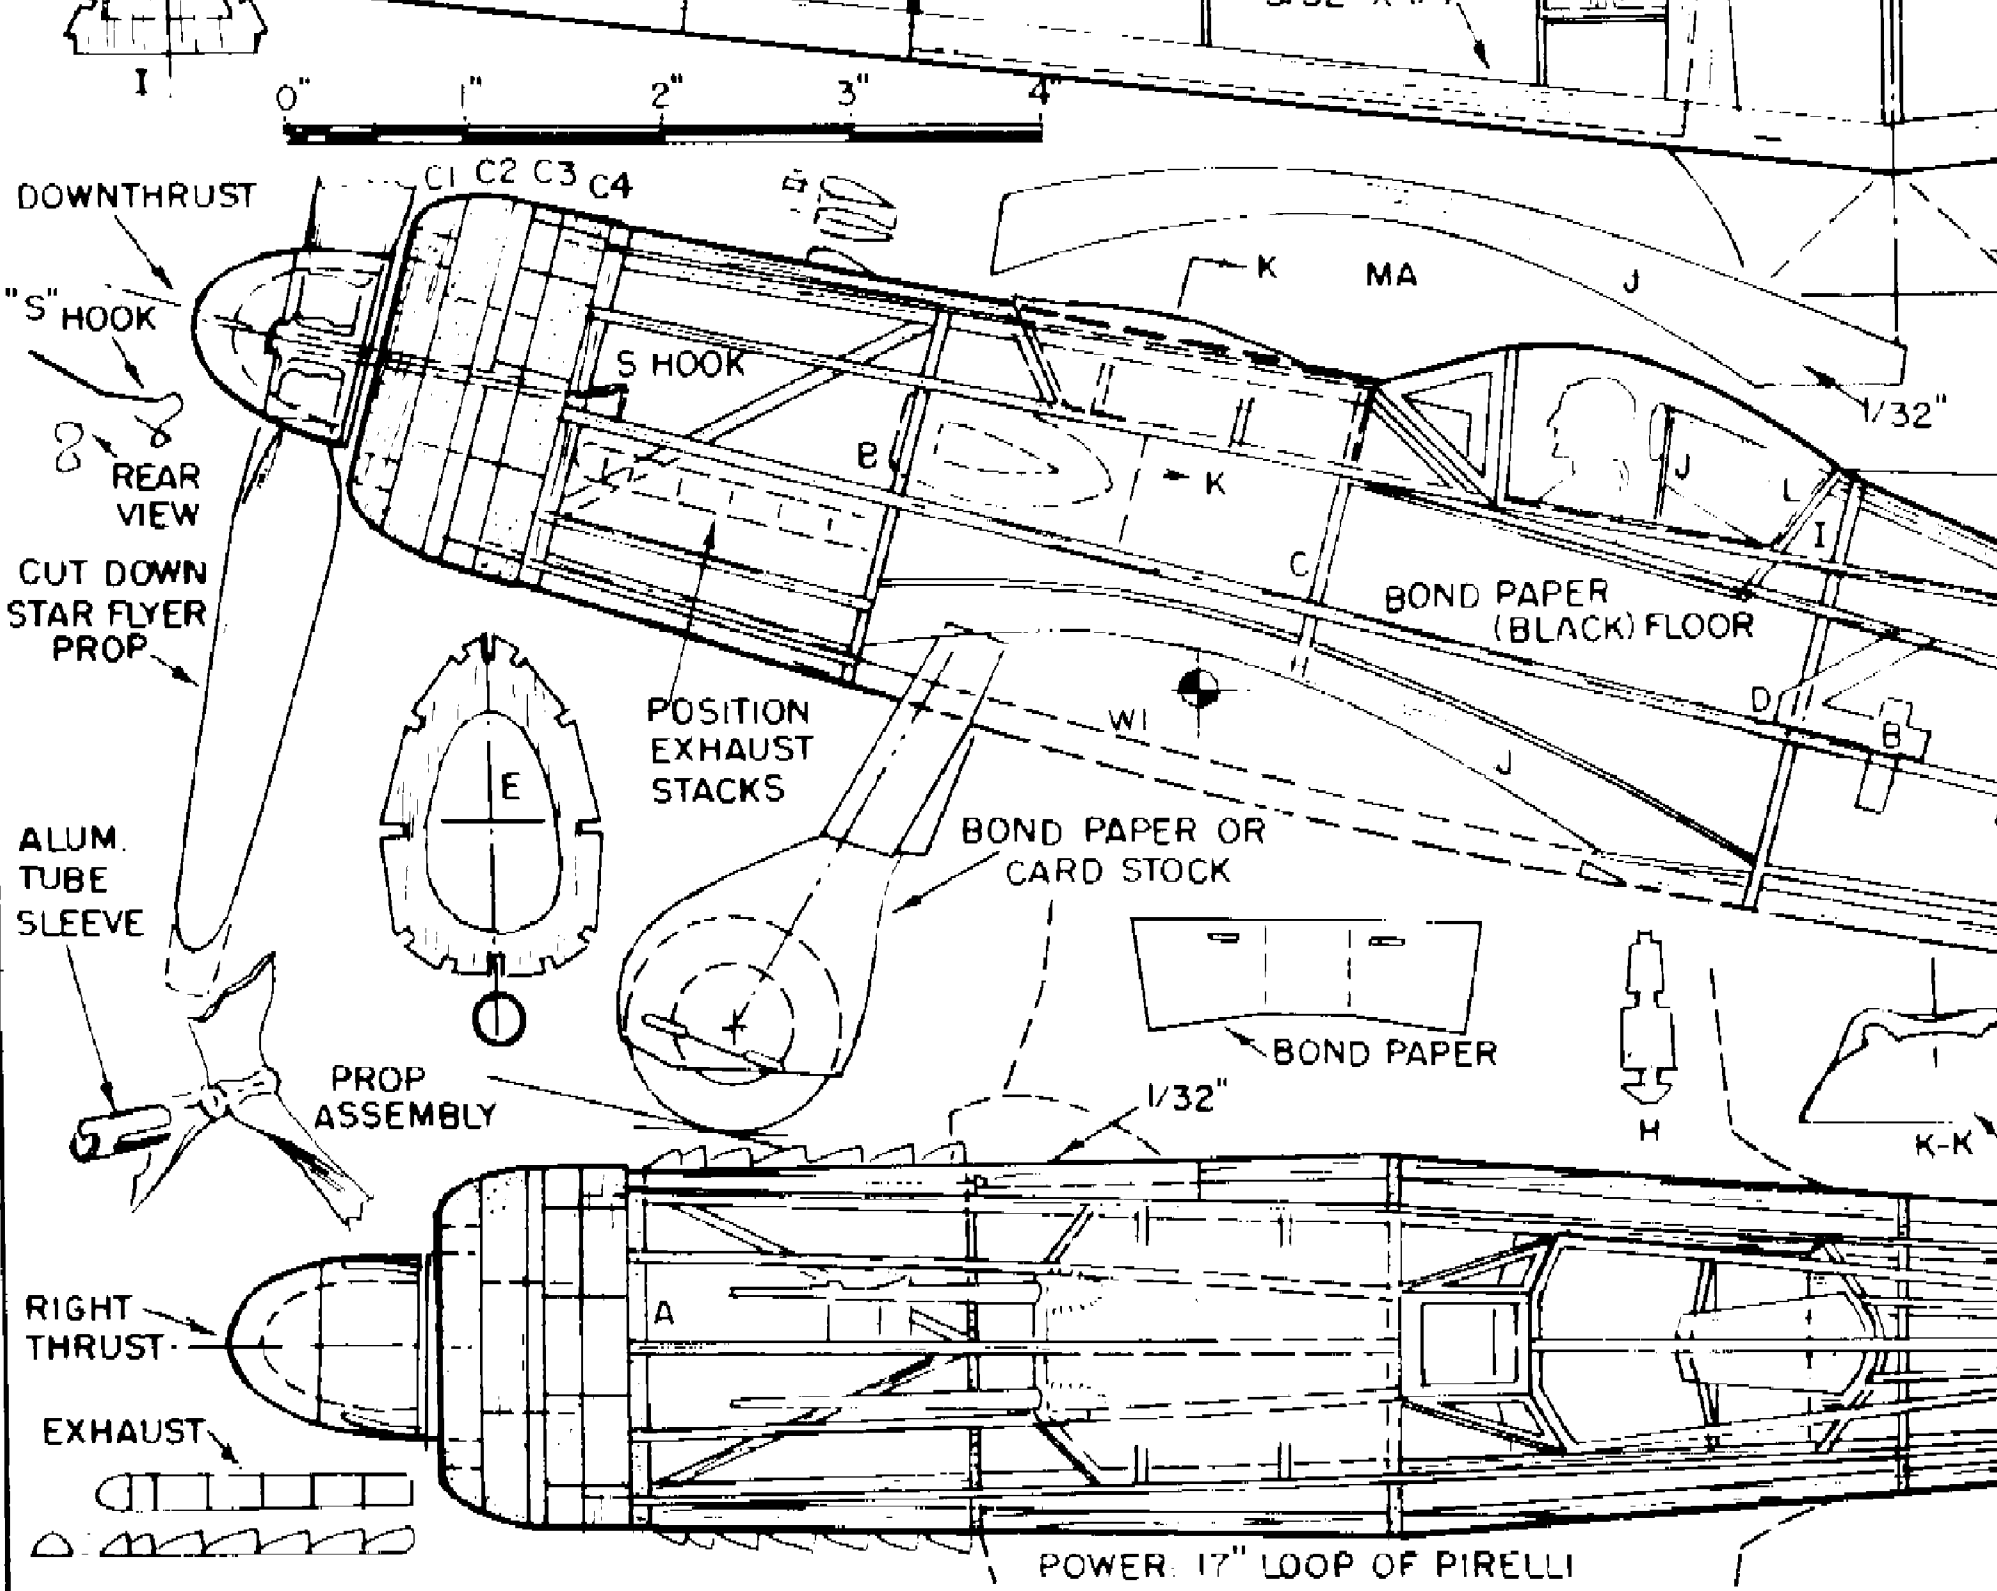 I
0" 1" 2" 3" 4"
C1 C2 C3 C4
DOWNTHRUST
"S" HOOK
REAR
VIEW
CUT DOWN
STAR FLYER
PROP
S HOOK
K
MA
J
1/32"
B
K
J
L
I
C
BOND PAPER
(BLACK) FLOOR
D
B
W1
J
E
POSITION
EXHAUST
STACKS
BOND PAPER OR
CARD STOCK
ALUM.
TUBE
SLEEVE
PROP
ASSEMBLY
BOND PAPER
1/32"
H
K-K
RIGHT
THRUST
A
EXHAUST
POWER: 17" LOOP OF PIRELLI